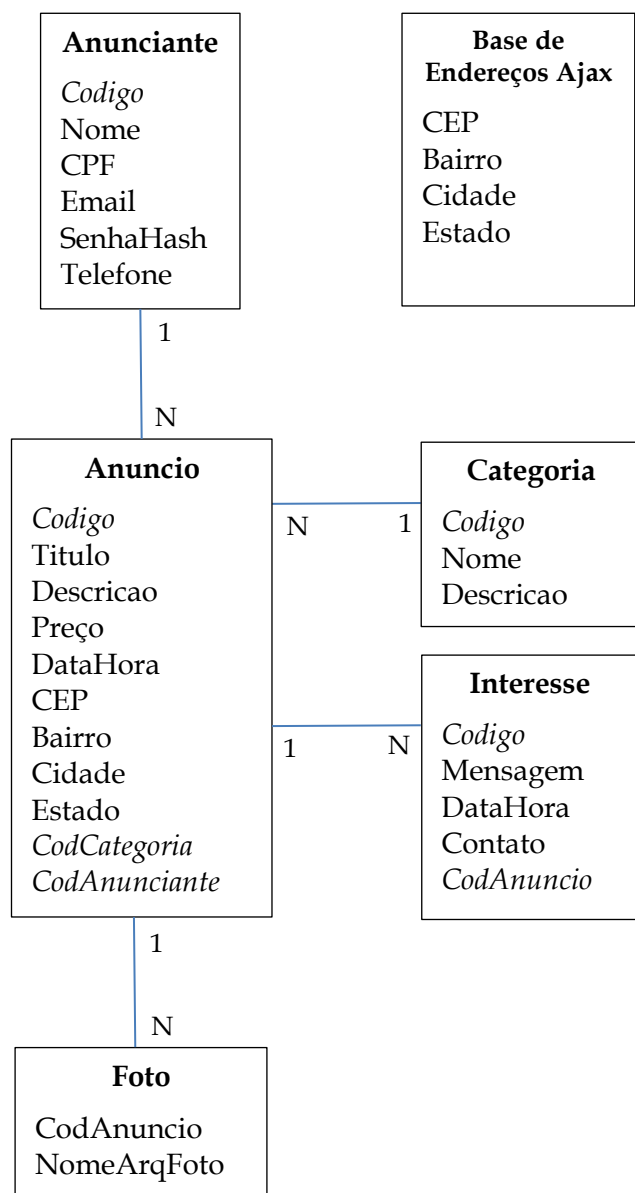 Anunciante
Codigo
Nome
CPF
Email
SenhaHash
Telefone
Base de
Endereços Ajax
CEP
Bairro
Cidade
Estado
1
N
Anuncio
Codigo
Titulo
Descricao
Preço
DataHora
CEP
Bairro
Cidade
Estado
CodCategoria
CodAnunciante
N
1
Categoria
Codigo
Nome
Descricao
1
N
Interesse
Codigo
Mensagem
DataHora
Contato
CodAnuncio
1
N
Foto
CodAnuncio
NomeArqFoto